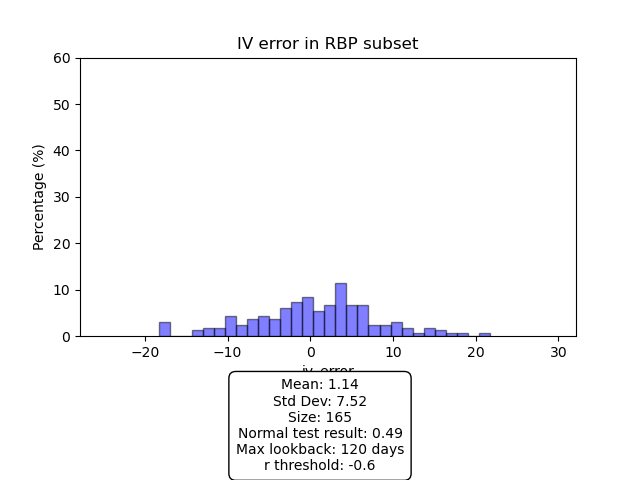 IV error in RBP subset
Percentage (%)
60
50
40
30
20
10
0
−20
−10
0
10
20
30
iv_error
Mean: 1.14
Std Dev: 7.52
Size: 165
Normal test result: 0.49
Max lookback: 120 days
r threshold: -0.6